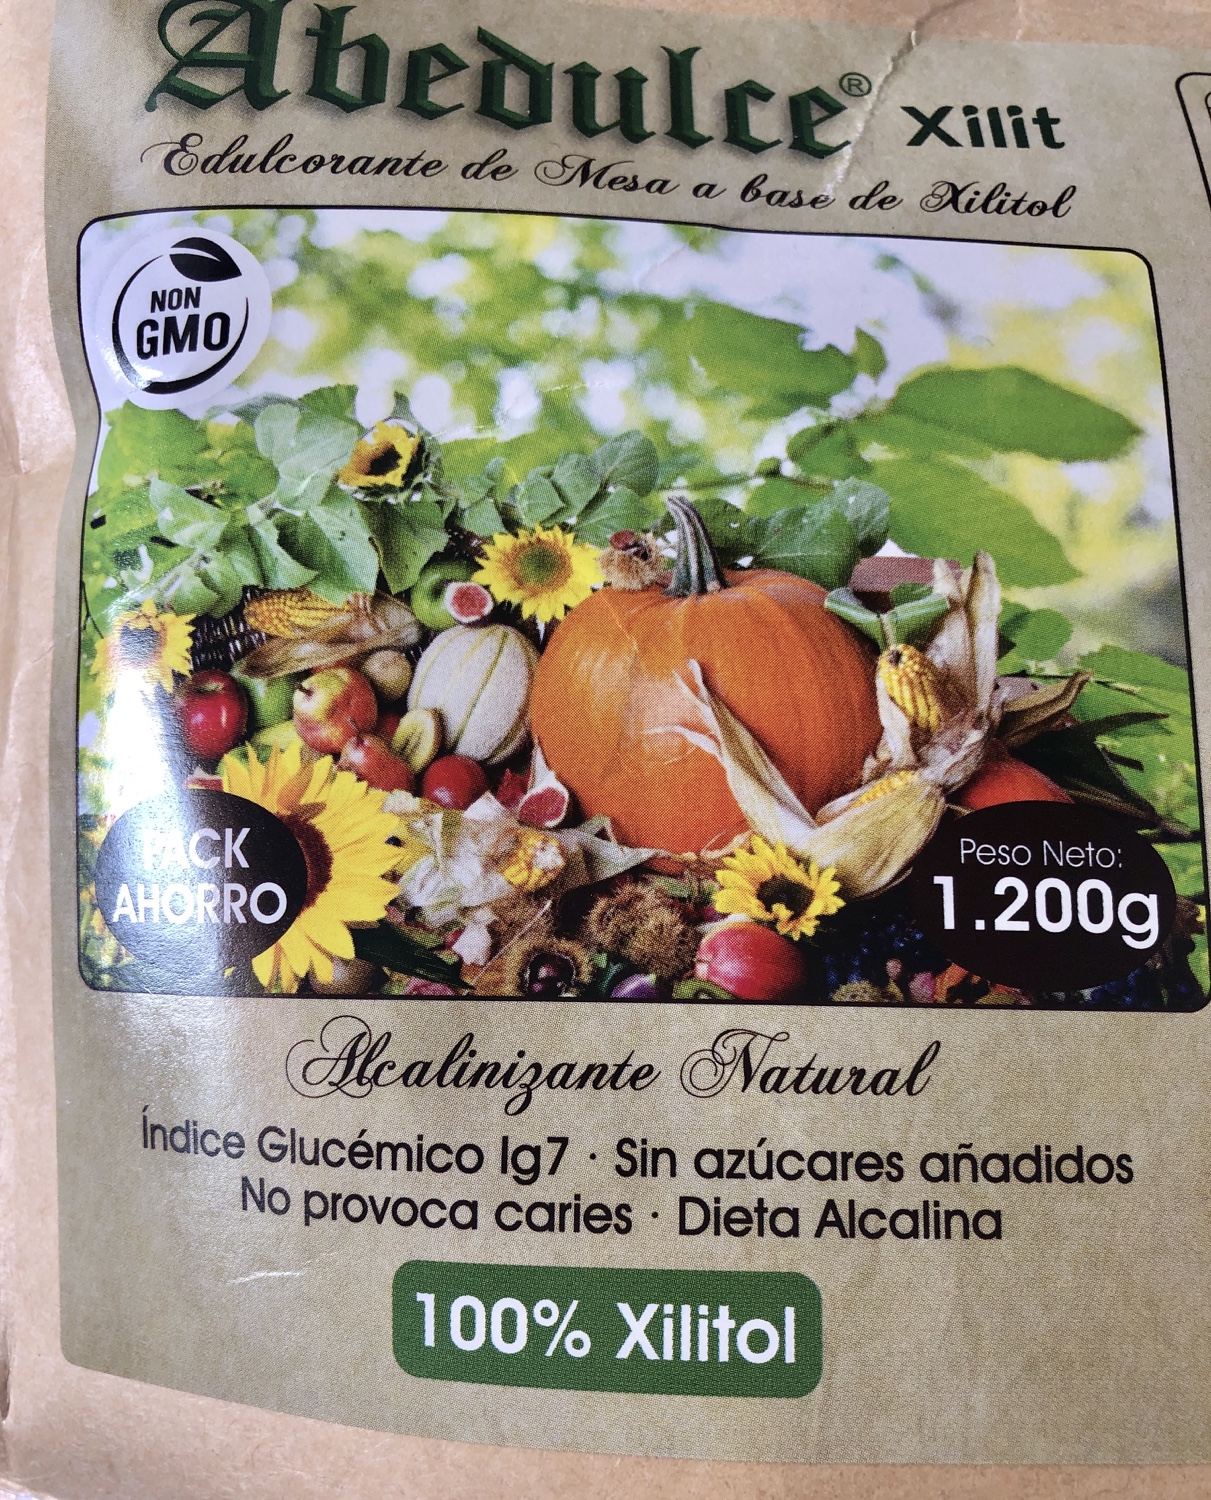 Abedulce® Xilit
Edulcorante de Mesa a base de Xilitol
NON
GMO
PACK
AHORRO
Peso Neto:
1.200g
Alcalinizante Natural
Índice Glucémico Ig7 · Sin azúcares añadidos
No provoca caries · Dieta Alcalina
100% Xilitol